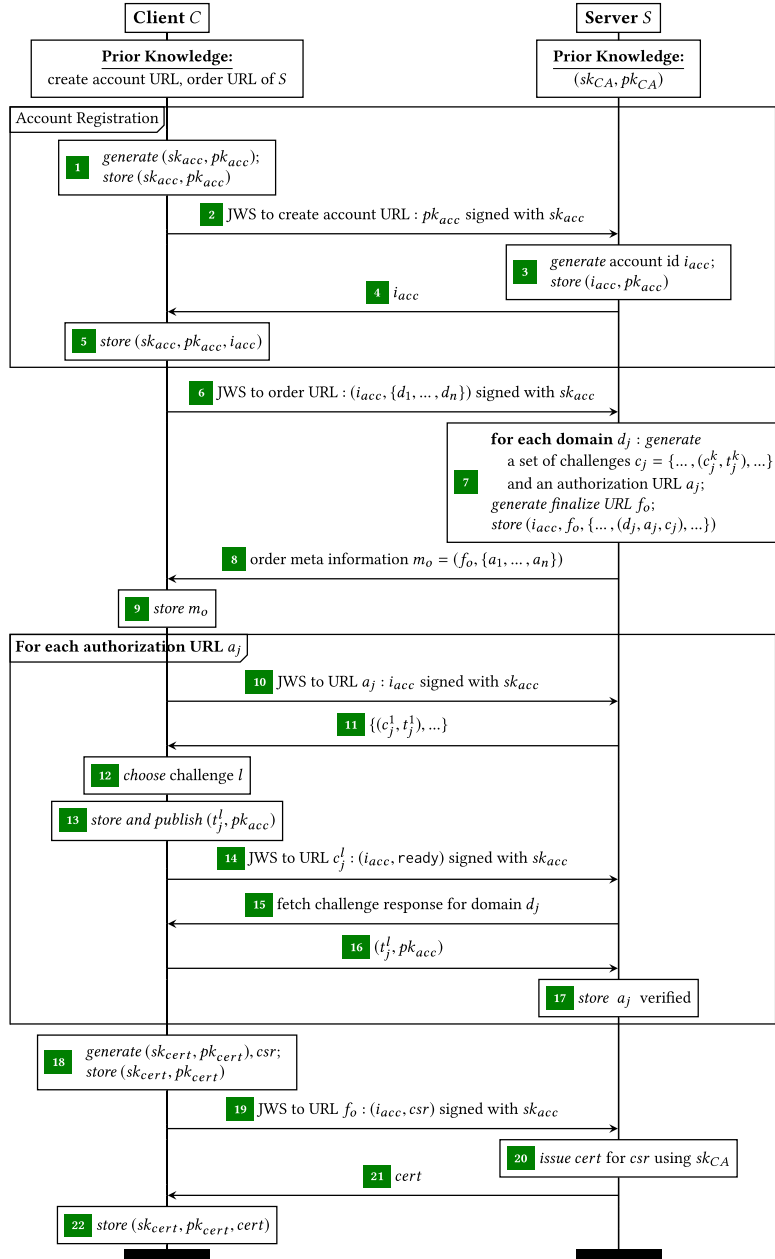 Client C
Server S
Prior Knowledge:
create account URL, order URL of S
Prior Knowledge:
(sk_CA, pk_CA)
Account Registration
1 generate (sk_acc, pk_acc);
store (sk_acc, pk_acc)
2 JWS to create account URL : pk_acc signed with sk_acc
3 generate account id i_acc;
store (i_acc, pk_acc)
4 i_acc
5 store (sk_acc, pk_acc, i_acc)
6 JWS to order URL : (i_acc, {d_1, … , d_n}) signed with sk_acc
7 for each domain d_j : generate
a set of challenges c_j = {… , (c_j^k, t_j^k), …}
and an authorization URL a_j;
generate finalize URL f_o;
store (i_acc, f_o, {… , (d_j, a_j, c_j), …})
8 order meta information m_o = (f_o, {a_1, … , a_n})
9 store m_o
For each authorization URL a_j
10 JWS to URL a_j : i_acc signed with sk_acc
11 {(c_j^1, t_j^1), …}
12 choose challenge l
13 store and publish (t_j^l, pk_acc)
14 JWS to URL c_j^l : (i_acc, ready) signed with sk_acc
15 fetch challenge response for domain d_j
16 (t_j^l, pk_acc)
17 store a_j verified
18 generate (sk_cert, pk_cert), csr;
store (sk_cert, pk_cert)
19 JWS to URL f_o : (i_acc, csr) signed with sk_acc
20 issue cert for csr using sk_CA
21 cert
22 store (sk_cert, pk_cert, cert)